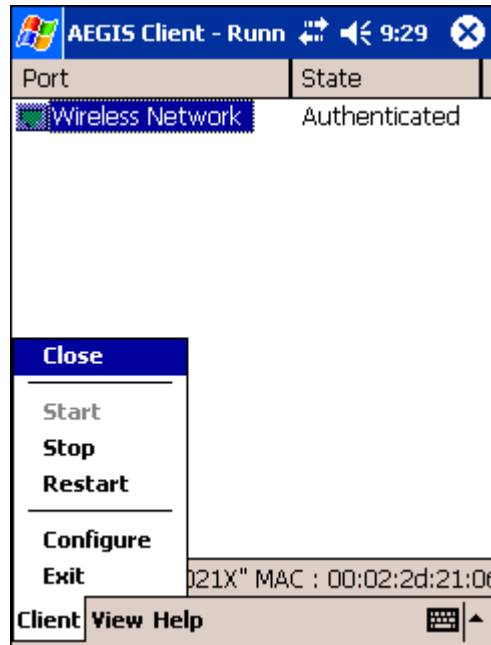 AEGIS Client - Runn 9:29
Port State
Wireless Network Authenticated
Close
Start
Stop
Restart
Configure
Exit
021X" MAC : 00:02:2d:21:0
Client View Help